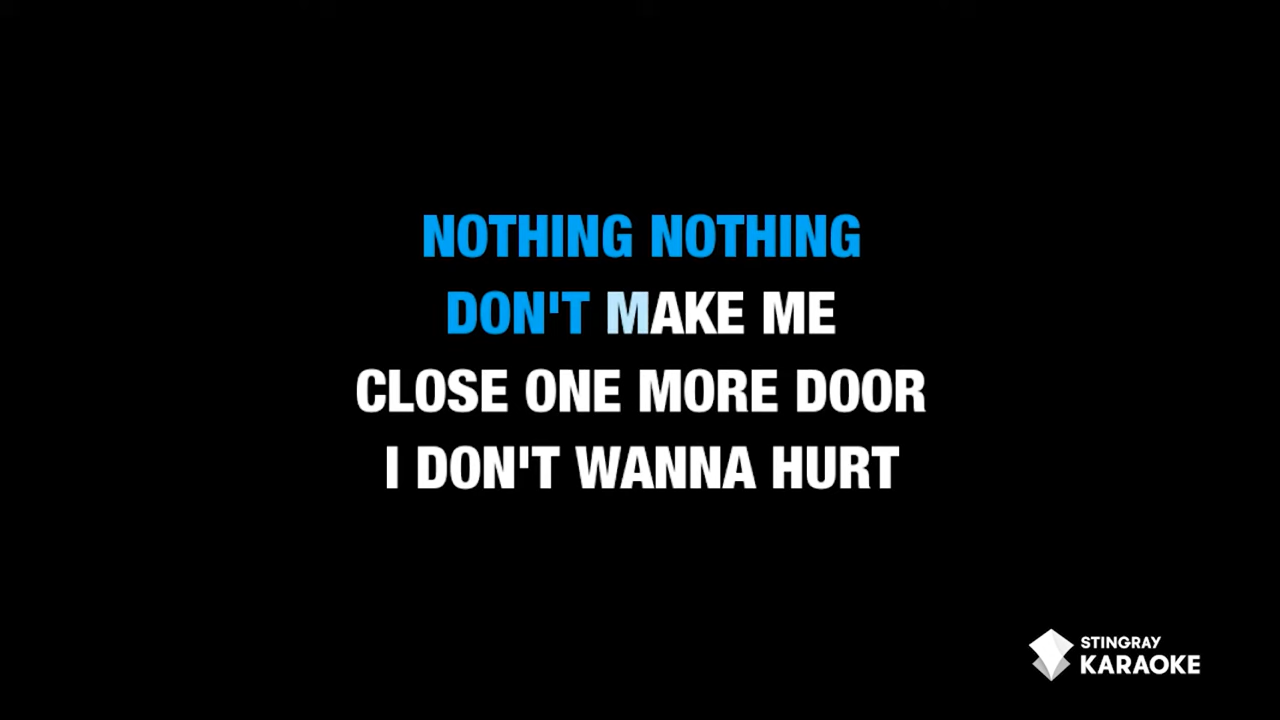 NOTHING NOTHING
DON'T MAKE ME
CLOSE ONE MORE DOOR
I DON'T WANNA HURT
STINGRAY
KARAOKE